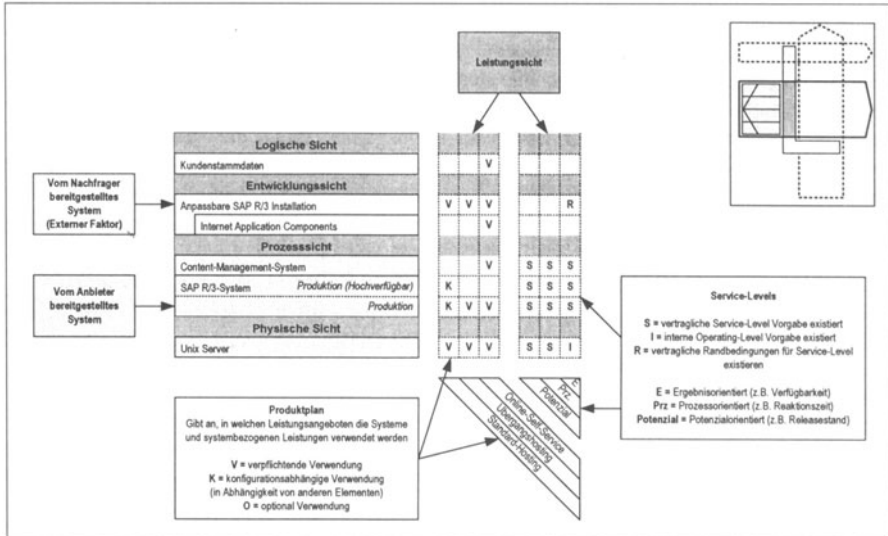 Leistungssicht
Logische Sicht
Kundenstammdaten V
Entwicklungssicht
Anpassbare SAP R/3 Installation V V V R
Internet Application Components V
Prozesssicht
Content-Management-System V S S S
SAP R/3-System Produktion (Hochverfügbar) K S S S
Produktion K V V S S S
Physische Sicht
Unix Server V V V S S I
Vom Nachfrager
bereitgestelltes
System
(Externer Faktor)
Vom Anbieter
bereitgestelltes
System
Online-Self-Service
Übergangshosting
Standard-Hosting
E
Prz.
Potenzial
Produktplan
Gibt an, in welchen Leistungsangeboten die Systeme
und systembezogenen Leistungen verwendet werden
V = verpflichtende Verwendung
K = konfigurationsabhängige Verwendung
(in Abhängigkeit von anderen Elementen)
O = optional Verwendung
Service-Levels
S = vertragliche Service-Level Vorgabe existiert
I = interne Operating-Level Vorgabe existiert
R = vertragliche Randbedingungen für Service-Level
existieren
E = Ergebnisorientiert (z.B. Verfügbarkeit)
Prz = Prozessorientiert (z.B. Reaktionszeit)
Potenzial = Potenzialorientiert (z.B. Releasestand)